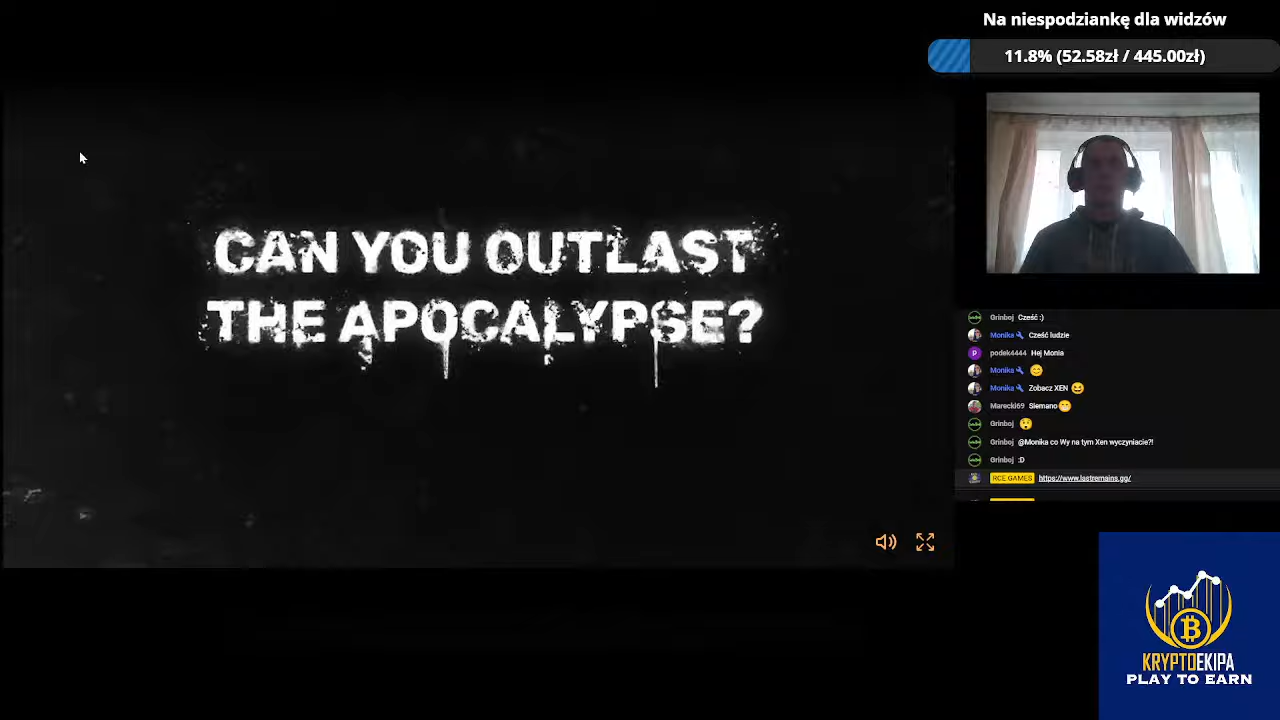 Na niespodziankę dla widzów
11.8% (52.58zł / 445.00zł)
CAN YOU OUTLAST
THE APOCALYPSE?
Grinboj Cześć :)
Monika Cześć ludzie
P podek4444 Hej Monia
Monika 😊
Monika Zobacz XEN 😆
Marecki69 Siemano😁
Grinboj 😲
Grinboj @Monika co Wy na tym Xen wyczyniacie?!
Grinboj :D
RCE GAMES https://www.lastremains.gg/
KRYPTOEKIPA
PLAY TO EARN